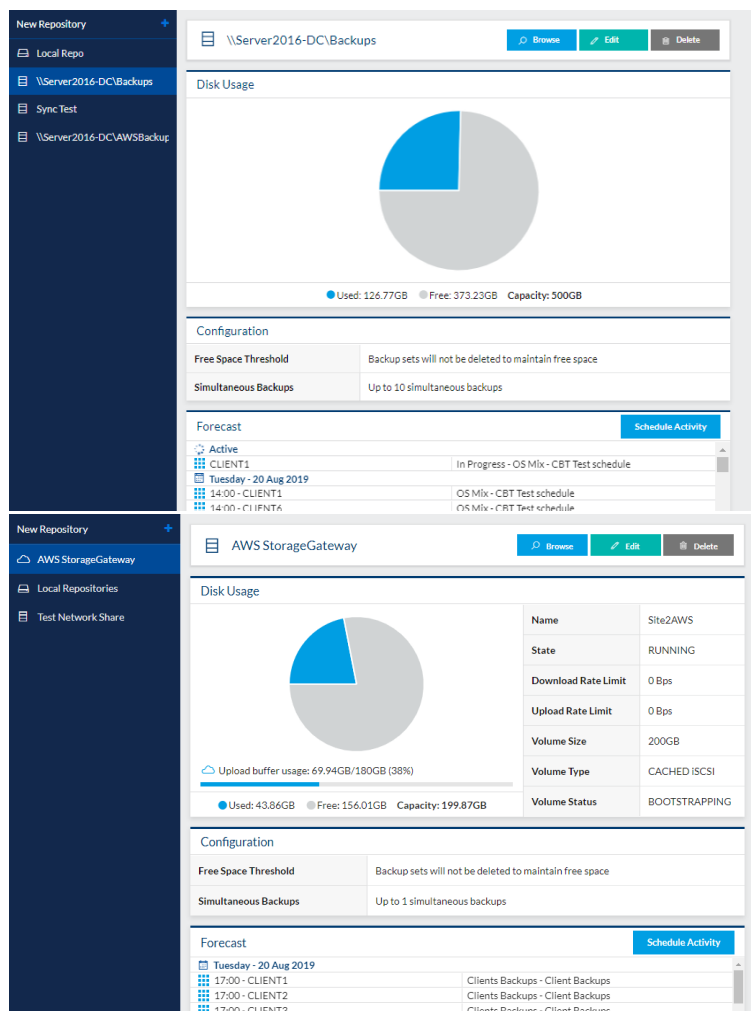 New Repository +
Local Repo
\\Server2016-DC\Backups
Sync Test
\\Server2016-DC\AWSBackup
\\Server2016-DC\Backups
Browse
Edit
Delete
Disk Usage
Used: 126.77GB Free: 373.23GB Capacity: 500GB
Configuration
Free Space Threshold Backup sets will not be deleted to maintain free space
Simultaneous Backups Up to 10 simultaneous backups
Forecast
Schedule Activity
Active
CLIENT1 In Progress - OS Mix - CBT Test schedule
Tuesday - 20 Aug 2019
14:00 - CLIENT1 OS Mix - CBT Test schedule
14:00 - CLIENT6 OS Mix - CBT Test schedule
New Repository +
AWS StorageGateway
Local Repositories
Test Network Share
AWS StorageGateway
Browse
Edit
Delete
Disk Usage
Upload buffer usage: 69.94GB/180GB (38%)
Used: 43.86GB Free: 156.01GB Capacity: 199.87GB
Name Site2AWS
State RUNNING
Download Rate Limit 0 Bps
Upload Rate Limit 0 Bps
Volume Size 200GB
Volume Type CACHED iSCSI
Volume Status BOOTSTRAPPING
Configuration
Free Space Threshold Backup sets will not be deleted to maintain free space
Simultaneous Backups Up to 1 simultaneous backups
Forecast
Schedule Activity
Tuesday - 20 Aug 2019
17:00 - CLIENT1 Clients Backups - Client Backups
17:00 - CLIENT2 Clients Backups - Client Backups
17:00 - CLIENT3 Clients Backups - Client Backups